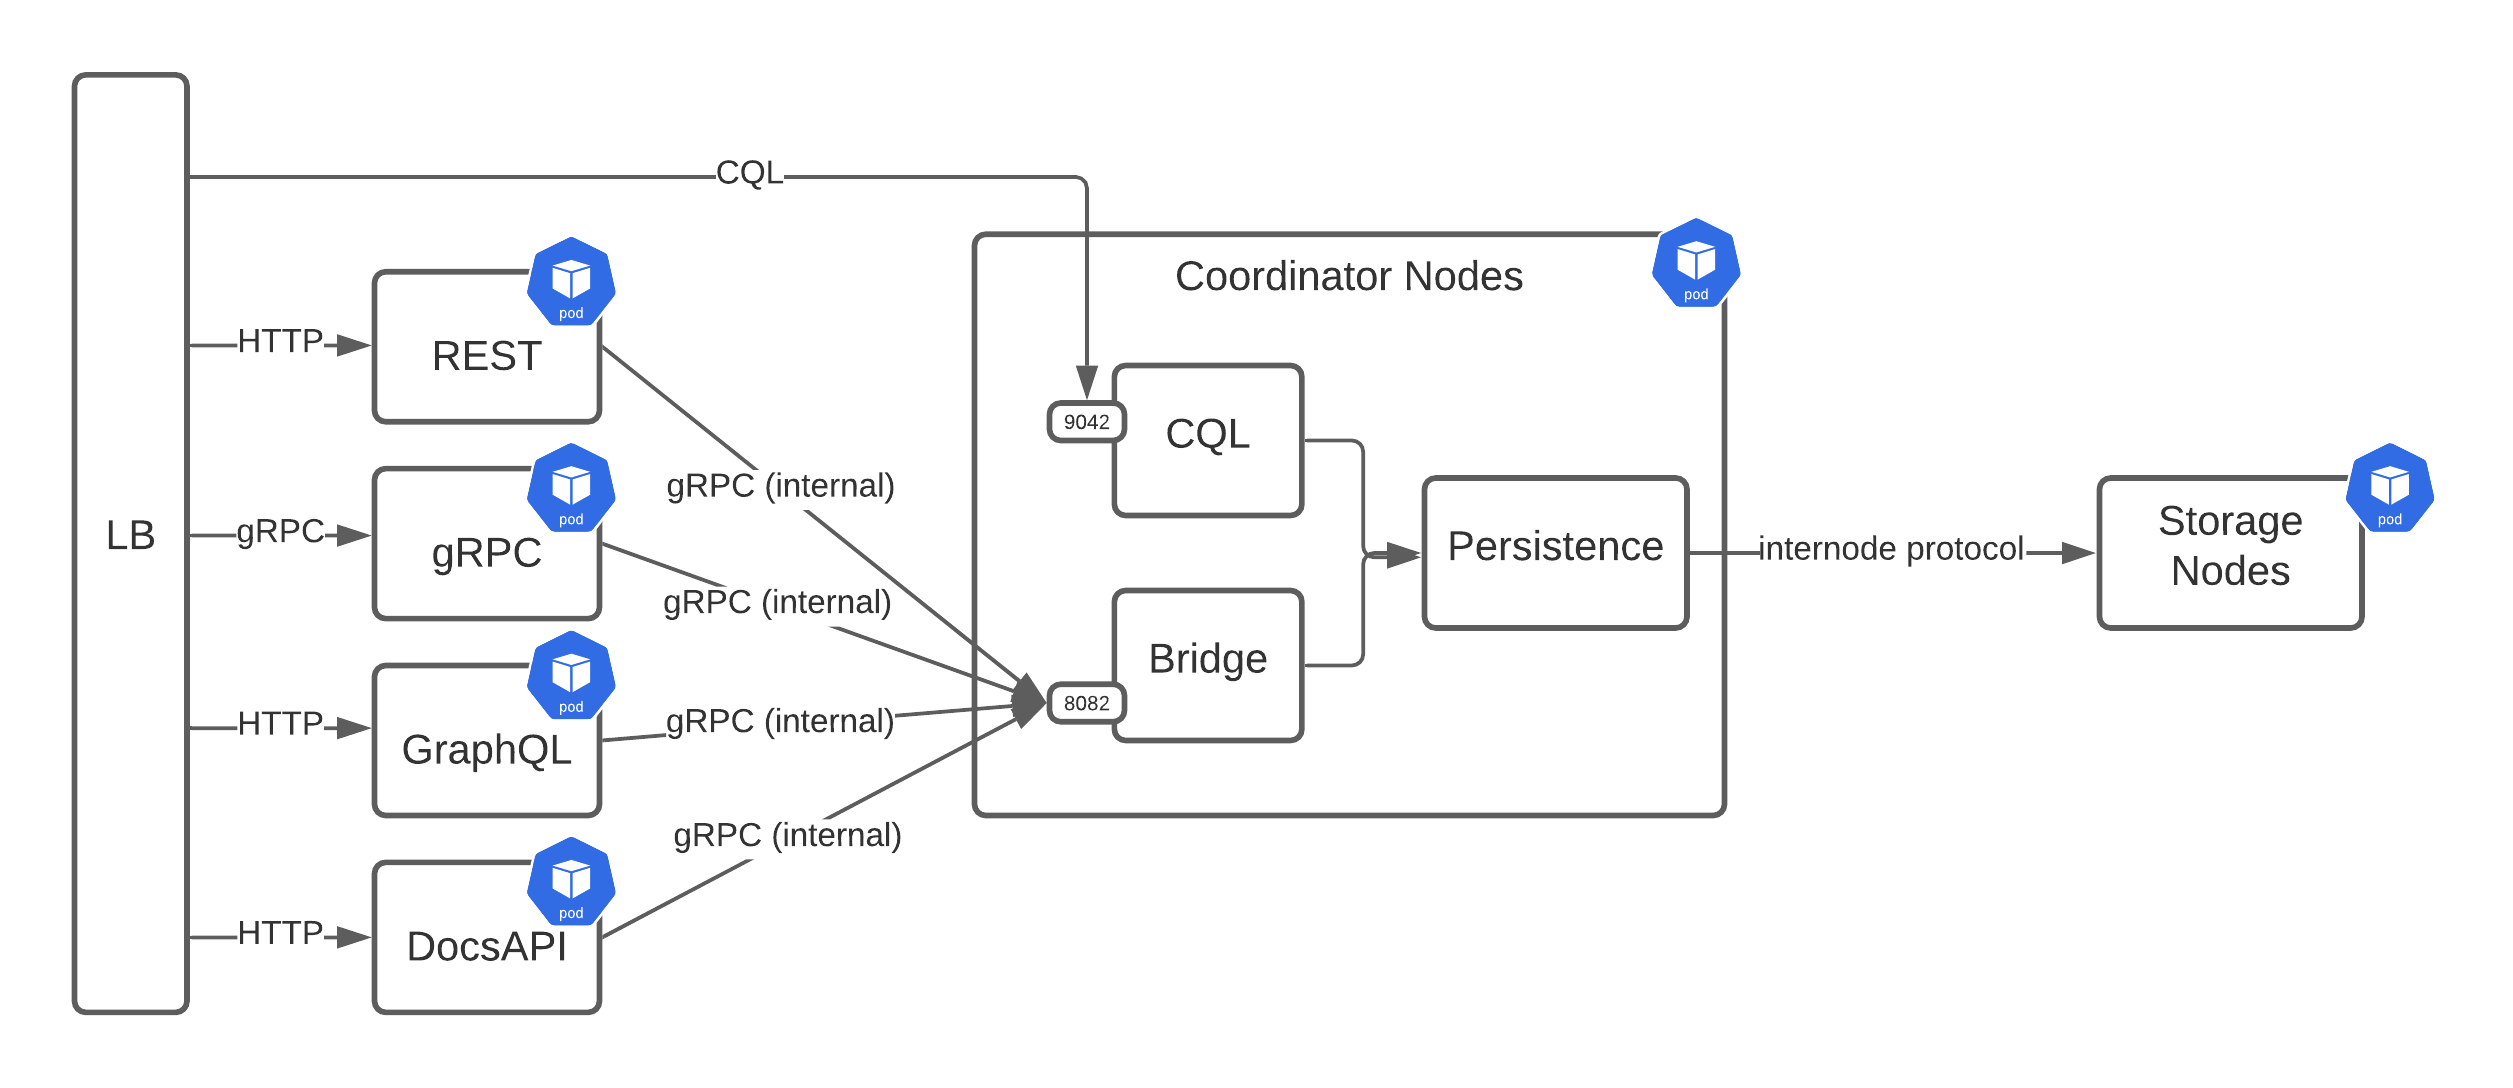 LB
CQL
HTTP
gRPC
HTTP
HTTP
pod
REST
pod
gRPC
pod
GraphQL
pod
DocsAPI
gRPC (internal)
gRPC (internal)
gRPC (internal)
gRPC (internal)
Coordinator Nodes
pod
9042
CQL
8082
Bridge
Persistence
internode protocol
pod
Storage
Nodes